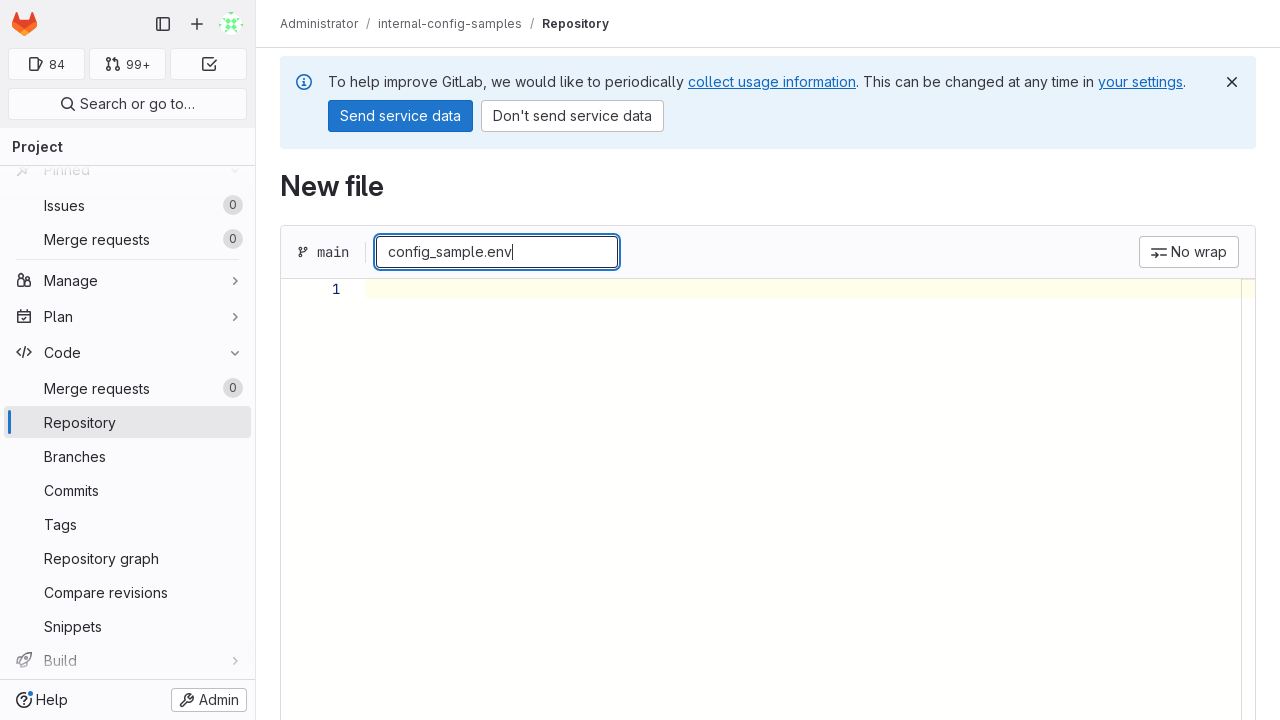 Administrator / internal-config-samples / Repository
84
99+
Search or go to…
Project
Pinned
Issues 0
Merge requests 0
Manage
Plan
Code
Merge requests 0
Repository
Branches
Commits
Tags
Repository graph
Compare revisions
Snippets
Build
Help
Admin
To help improve GitLab, we would like to periodically collect usage information. This can be changed at any time in your settings.
Send service data
Don't send service data
New file
main
config_sample.env
No wrap
1